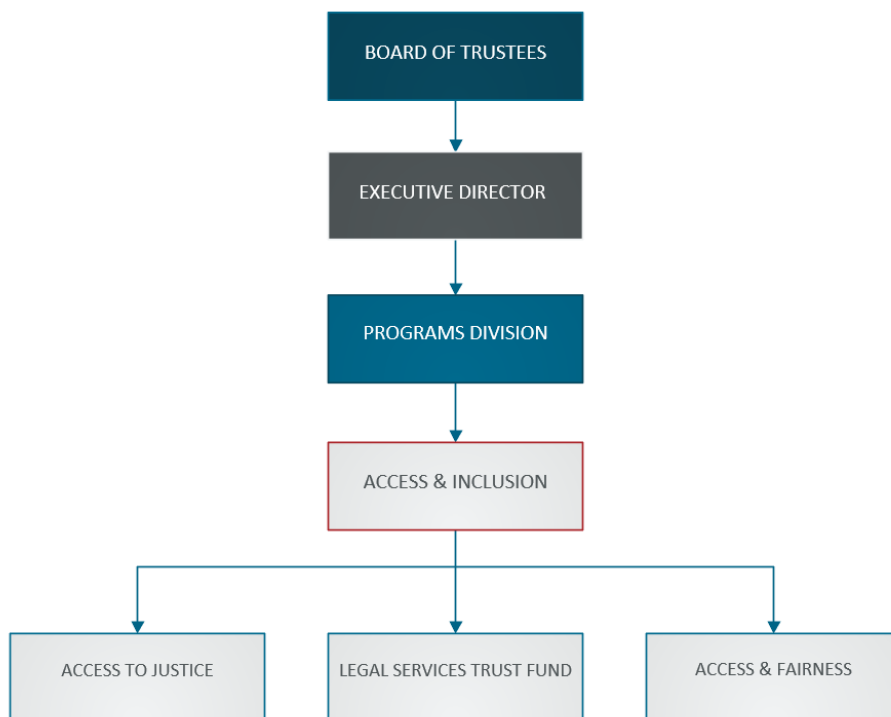 BOARD OF TRUSTEES
EXECUTIVE DIRECTOR
PROGRAMS DIVISION
ACCESS & INCLUSION
ACCESS TO JUSTICE
LEGAL SERVICES TRUST FUND
ACCESS & FAIRNESS